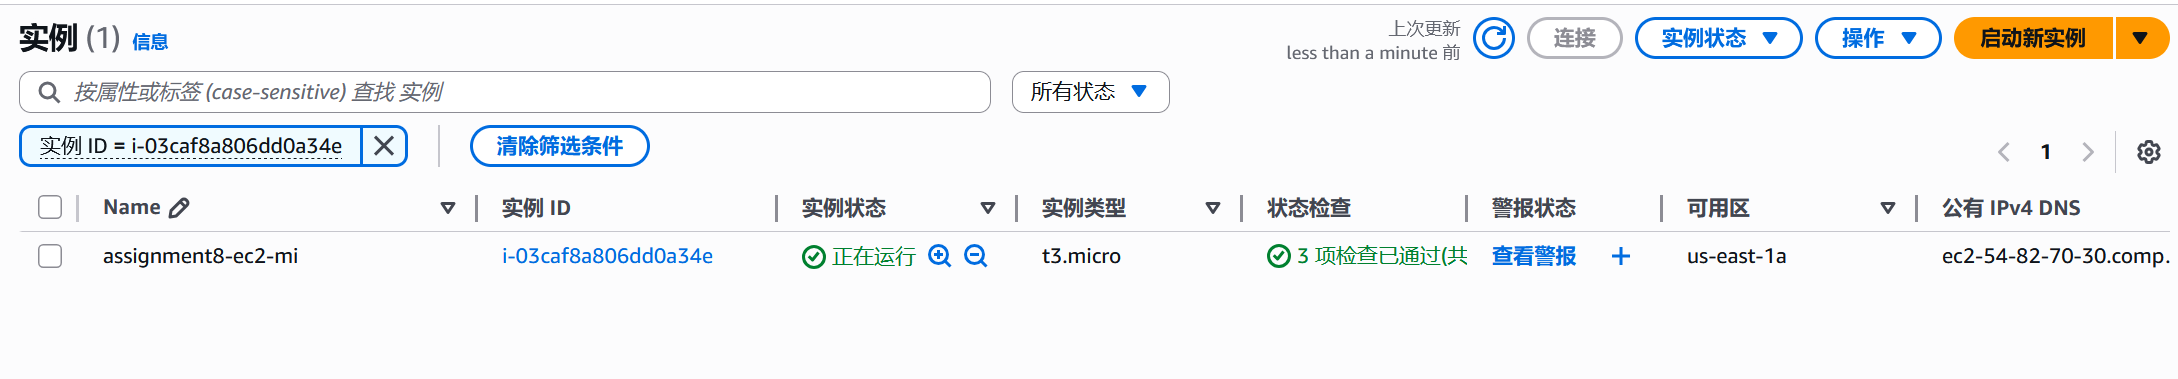 实例 (1) 信息
上次更新
less than a minute 前
连接
实例状态
操作
启动新实例
按属性或标签 (case-sensitive) 查找 实例
所有状态
实例 ID = i-03caf8a806dd0a34e
清除筛选条件
1
Name 实例 ID 实例状态 实例类型 状态检查 警报状态 可用区 公有 IPv4 DNS
assignment8-ec2-mi i-03caf8a806dd0a34e 正在运行 t3.micro 3 项检查已通过(共 查看警报 + us-east-1a ec2-54-82-70-30.comp.